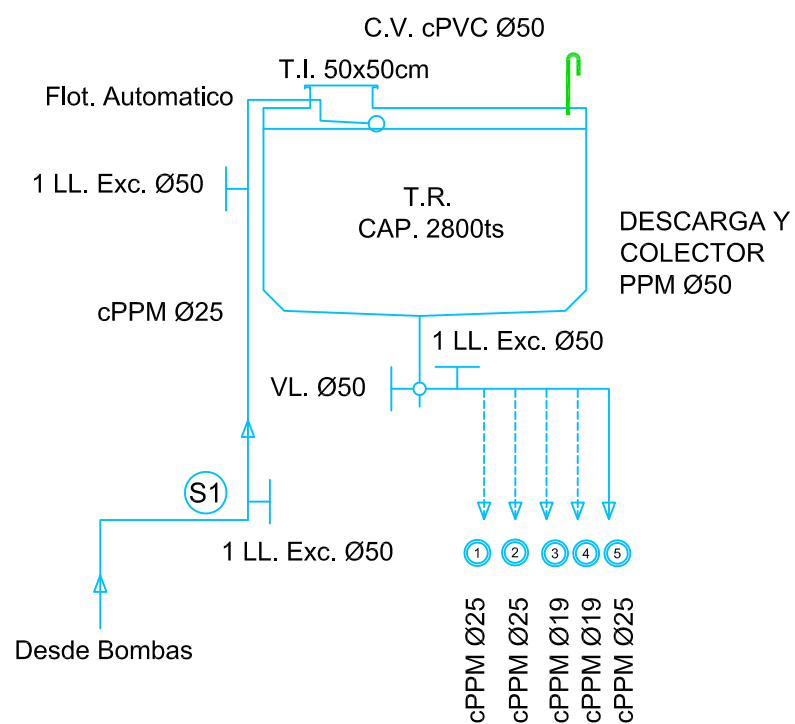 C.V. cPVC Ø50
T.I. 50x50cm
Flot. Automatico
1 LL. Exc. Ø50
T.R.
CAP. 2800ts
DESCARGA Y
COLECTOR
PPM Ø50
cPPM Ø25
1 LL. Exc. Ø50
VL. Ø50
S1
1 LL. Exc. Ø50
1
2
3
4
5
cPPM Ø25
cPPM Ø25
cPPM Ø19
cPPM Ø19
cPPM Ø25
Desde Bombas